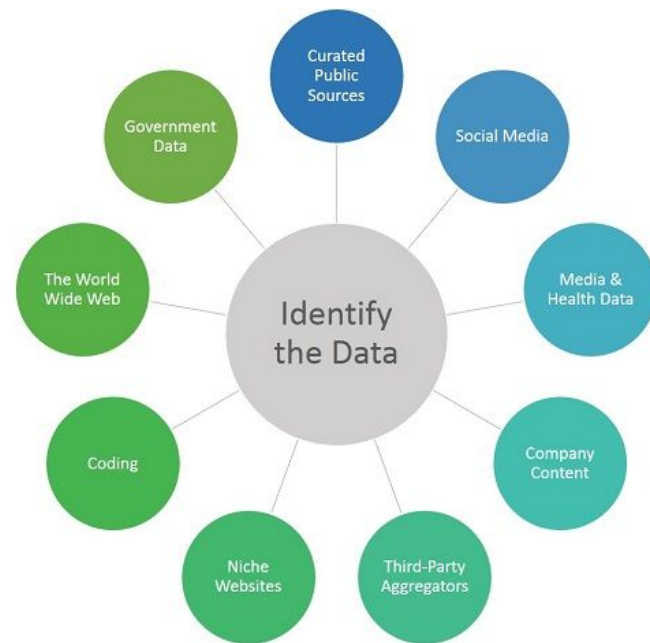 Curated
Public
Sources
Social Media
Media &
Health Data
Company
Content
Third-Party
Aggregators
Niche
Websites
Coding
The World
Wide Web
Government
Data
Identify
the Data